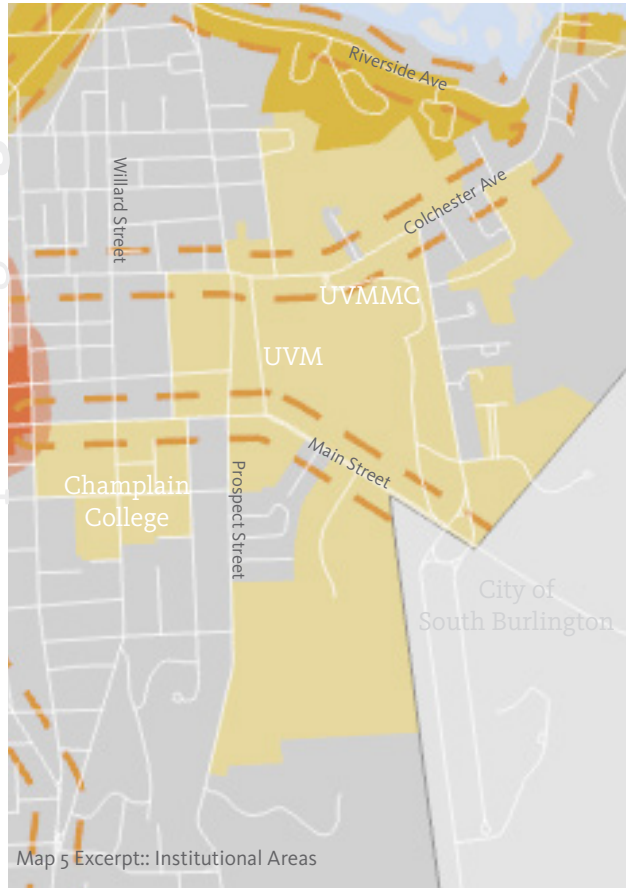 Riverside Ave
Willard Street
Colchester Ave
UVMMC
UVM
Main Street
Prospect Street
Champlain
College
City of
South Burlington
Map 5 Excerpt:: Institutional Areas